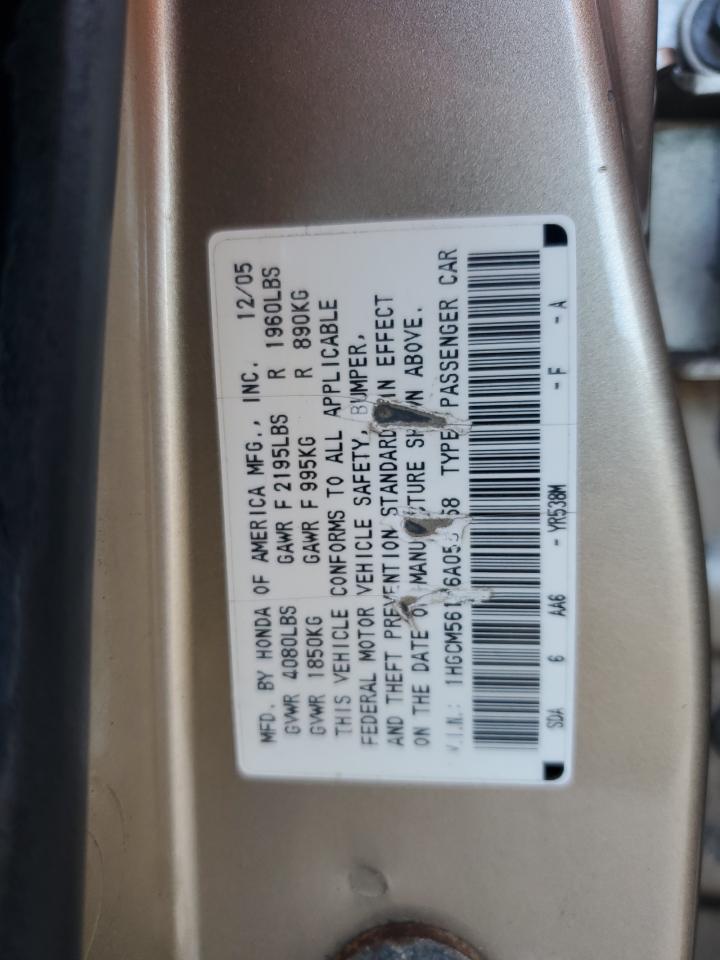 MFD. BY HONDA OF AMERICA MFG., INC. 12/05
GVWR 4080LBS GAWR F 2195LBS R 1960LBS
GVWR 1850KG GAWR F 995KG R 890KG
THIS VEHICLE CONFORMS TO ALL APPLICABLE
FEDERAL MOTOR VEHICLE SAFETY, BUMPER,
AND THEFT PREVENTION STANDARD IN EFFECT
ON THE DATE OF MANUFACTURE SHOWN ABOVE.
V.I.N.: TYPE: PASSENGER CAR
SDA 6 AA6 - YR538M - F - A